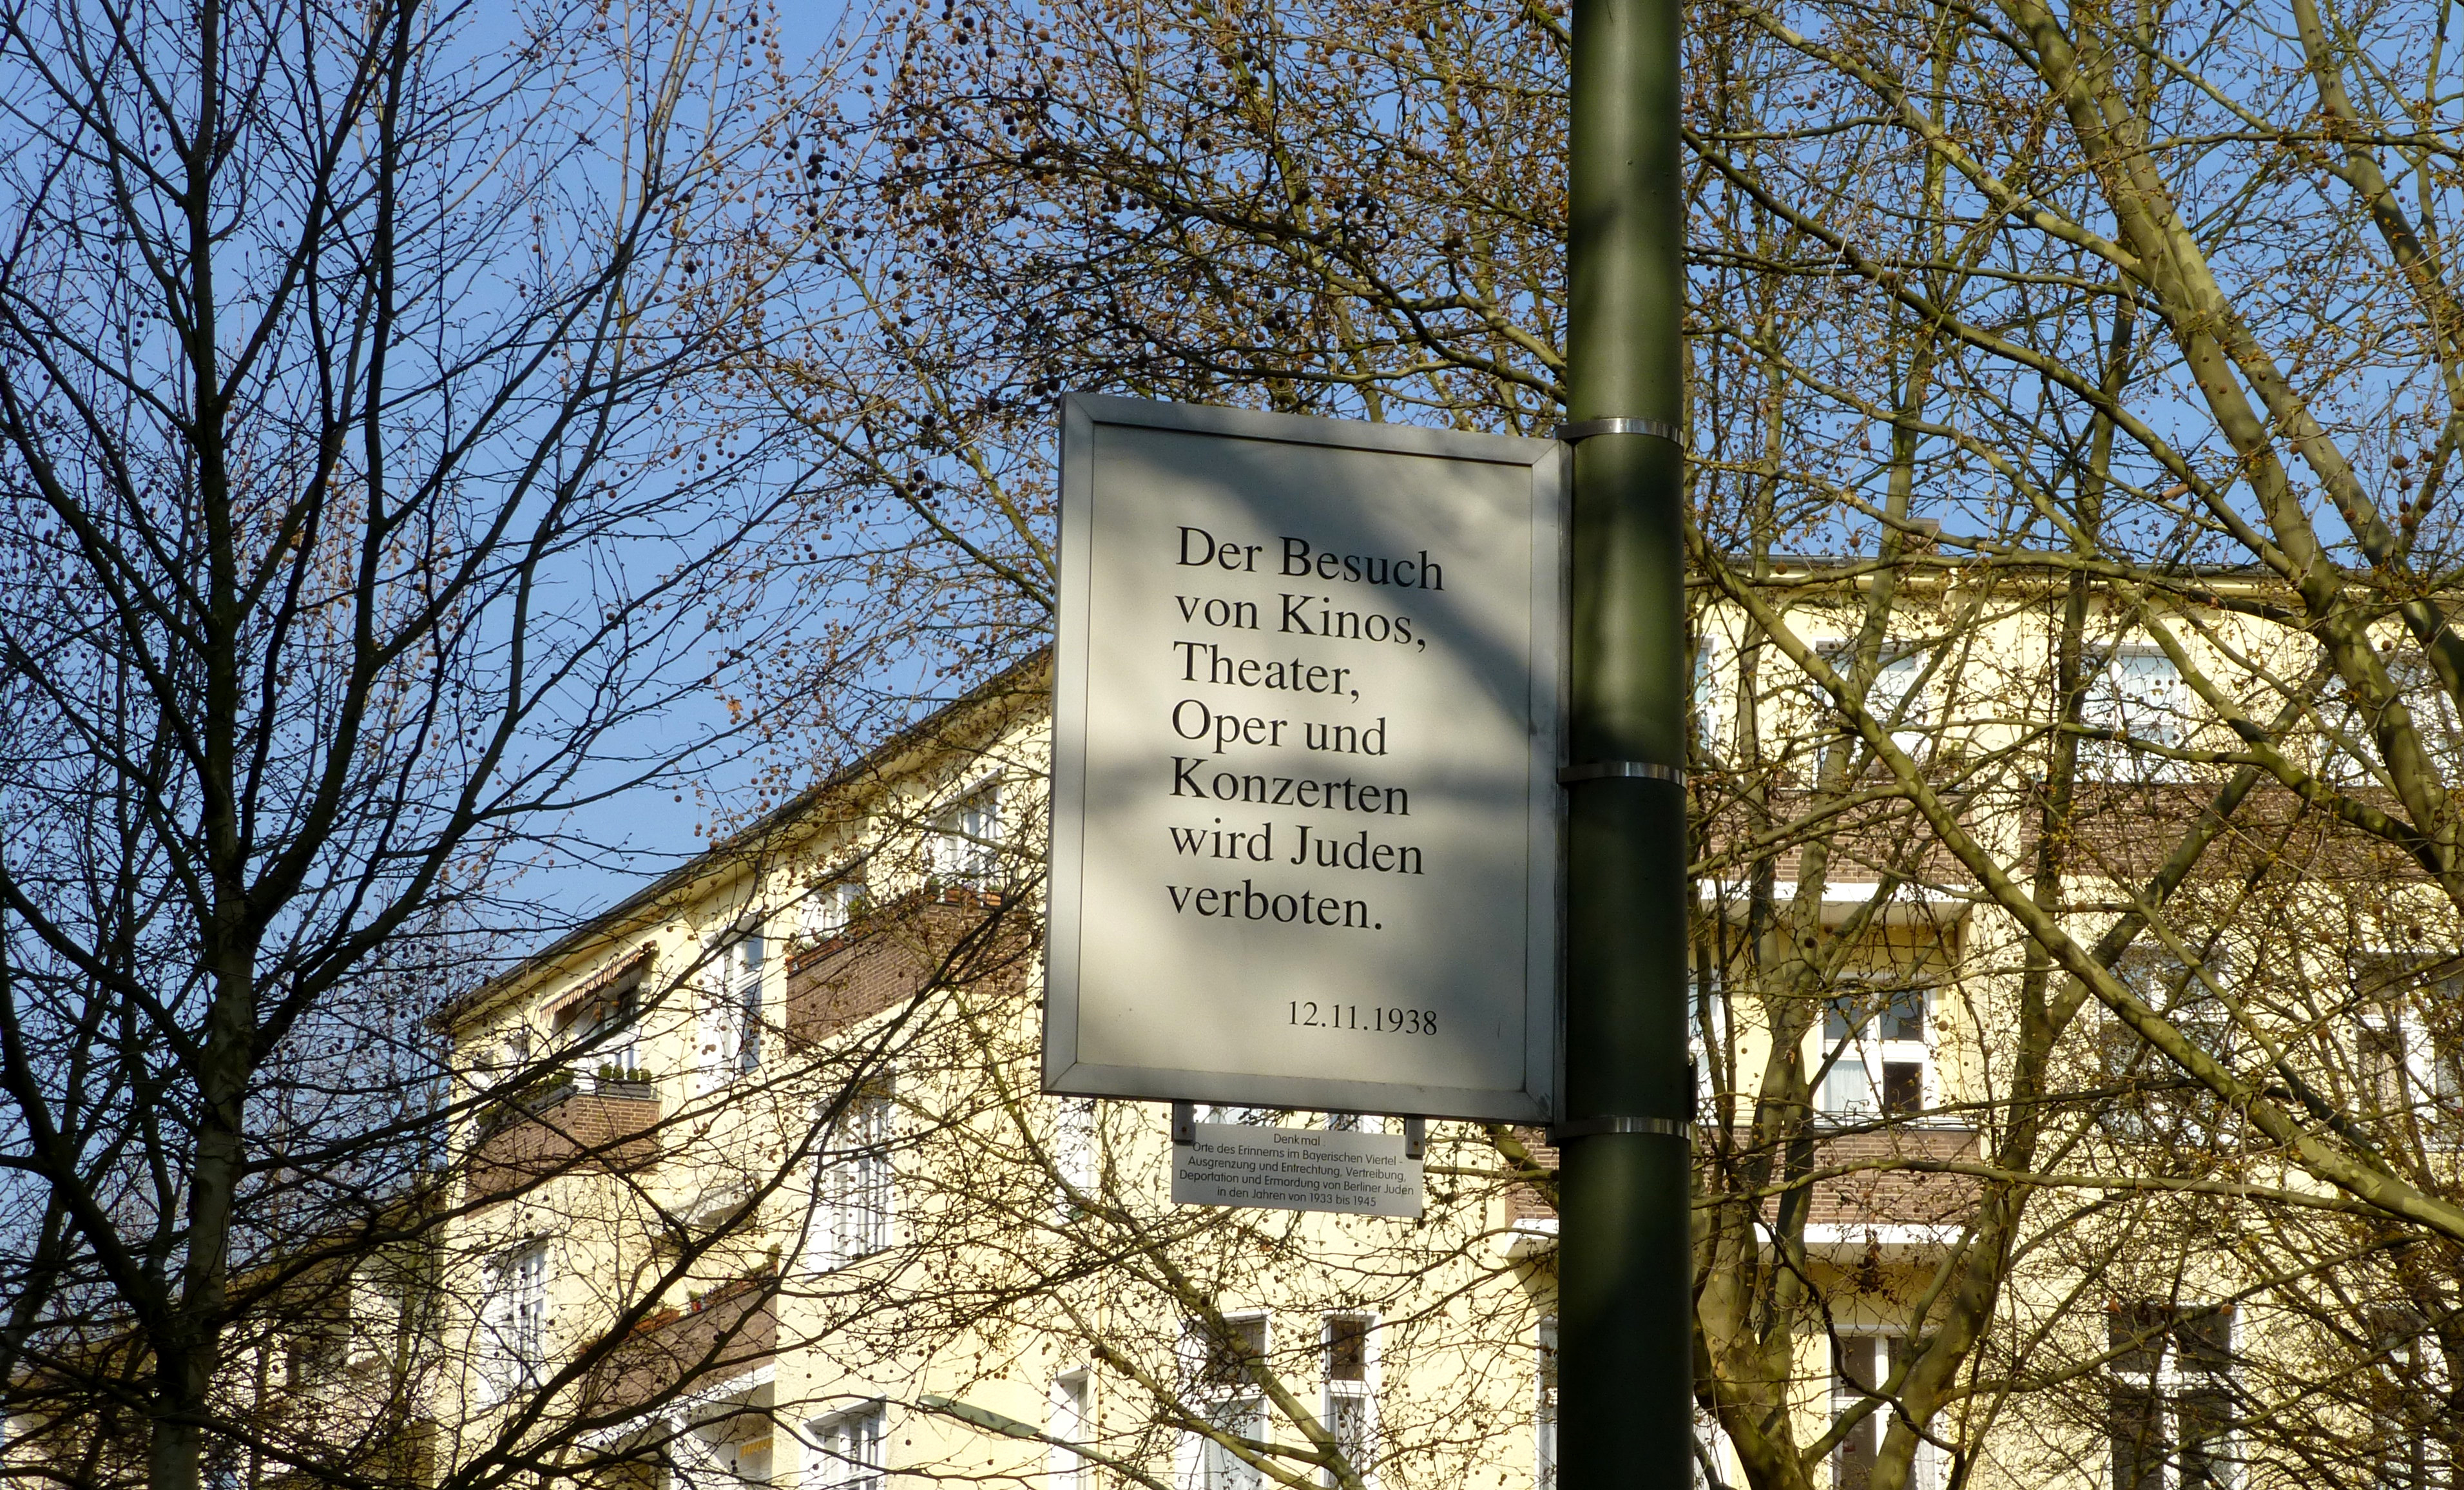 Der Besuch
von Kinos,
Theater,
Oper und
Konzerten
wird Juden
verboten.
12.11.1938
Denkmal
Orte des Erinnerns im Bayerischen Viertel -
Ausgrenzung und Entrechtung, Vertreibung,
Deportation und Ermordung von Berliner Juden
in den Jahren von 1933 bis 1945